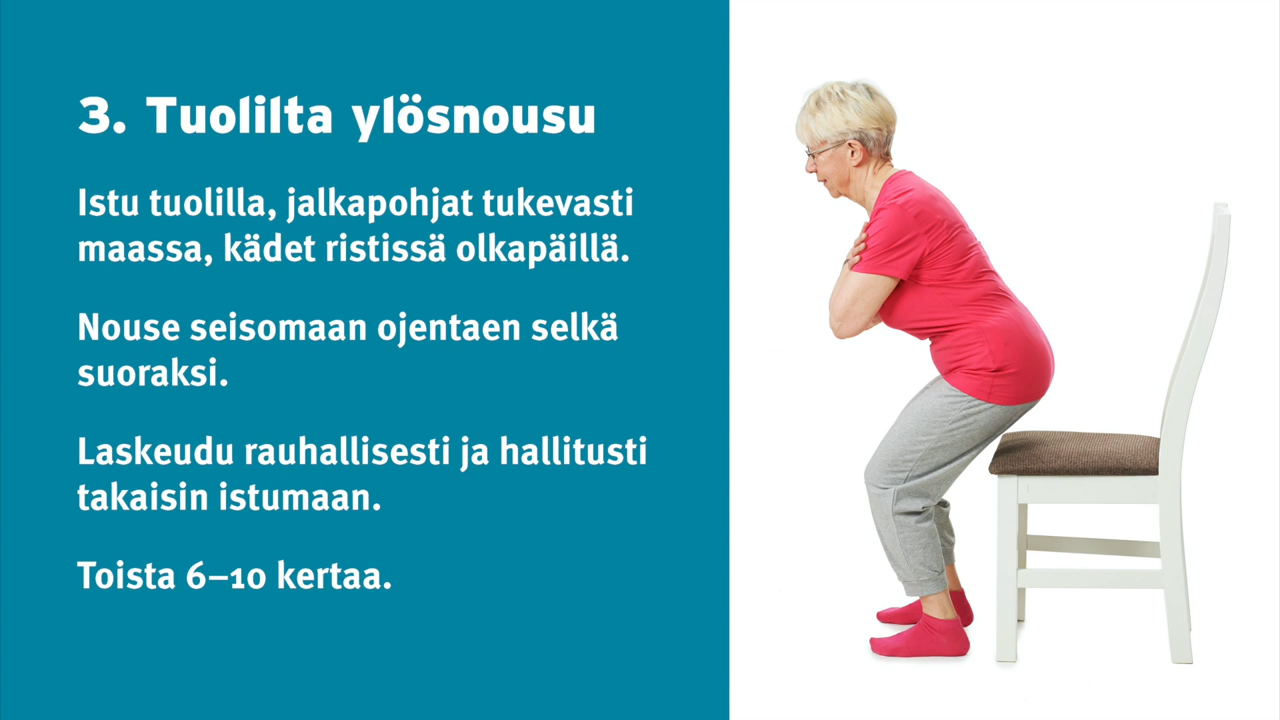 3. Tuolilta ylösnousu
Istu tuolilla, jalkapohjat tukevasti
maassa, kädet ristissä olkapäillä.
Nouse seisomaan ojentaen selkä
suoraksi.
Laskeudu rauhallisesti ja hallitusti
takaisin istumaan.
Toista 6–10 kertaa.